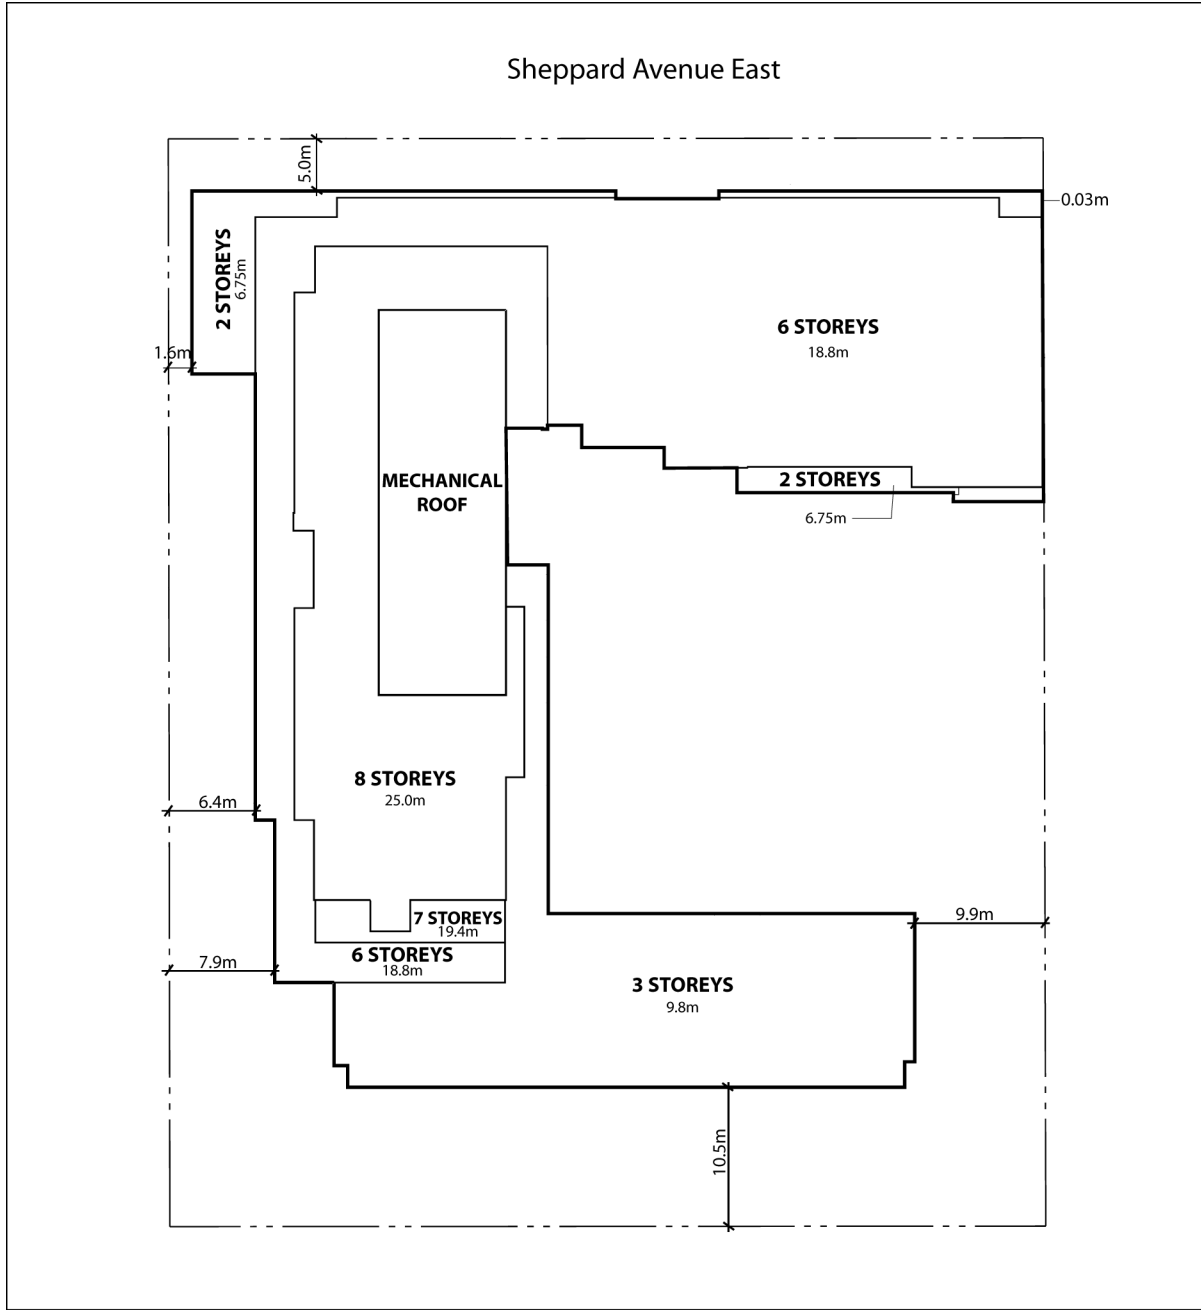 Sheppard Avenue East
5.0m
0.03m
2 STOREYS
6.75m
6 STOREYS
18.8m
1.6m
MECHANICAL
ROOF
2 STOREYS
6.75m
8 STOREYS
25.0m
6.4m
7 STOREYS
19.4m
9.9m
6 STOREYS
18.8m
7.9m
3 STOREYS
9.8m
10.5m